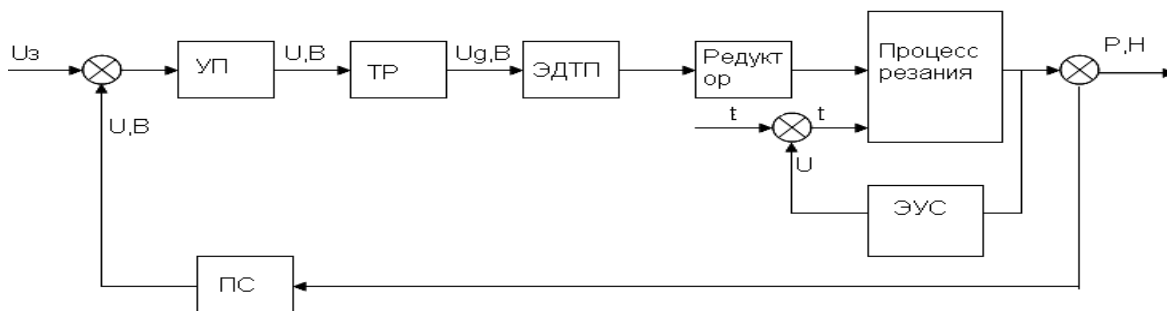 Uз
УП
U,В
ТР
Ug,В
ЭДТП
Редукт
ор
Процесс
резания
P,Н
t
t
U
U,В
ЭУС
ПС